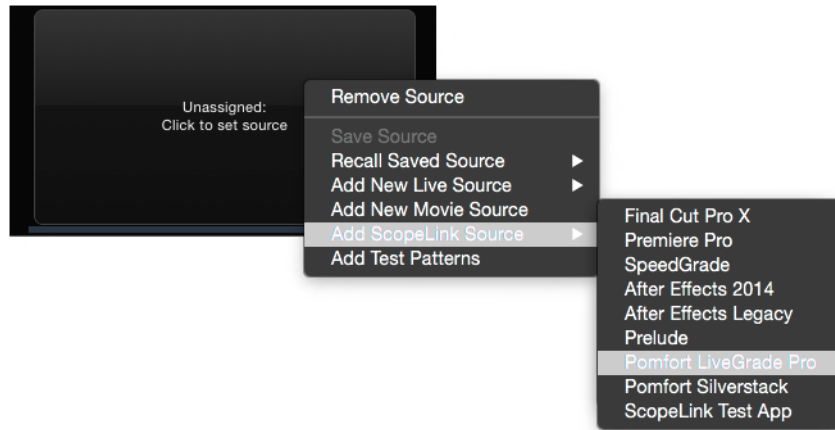 Unassigned:
Click to set source
Remove Source
Save Source
Recall Saved Source
Add New Live Source
Add New Movie Source
Add ScopeLink Source
Add Test Patterns
Final Cut Pro X
Premiere Pro
SpeedGrade
After Effects 2014
After Effects Legacy
Prelude
Pomfort LiveGrade Pro
Pomfort Silverstack
ScopeLink Test App